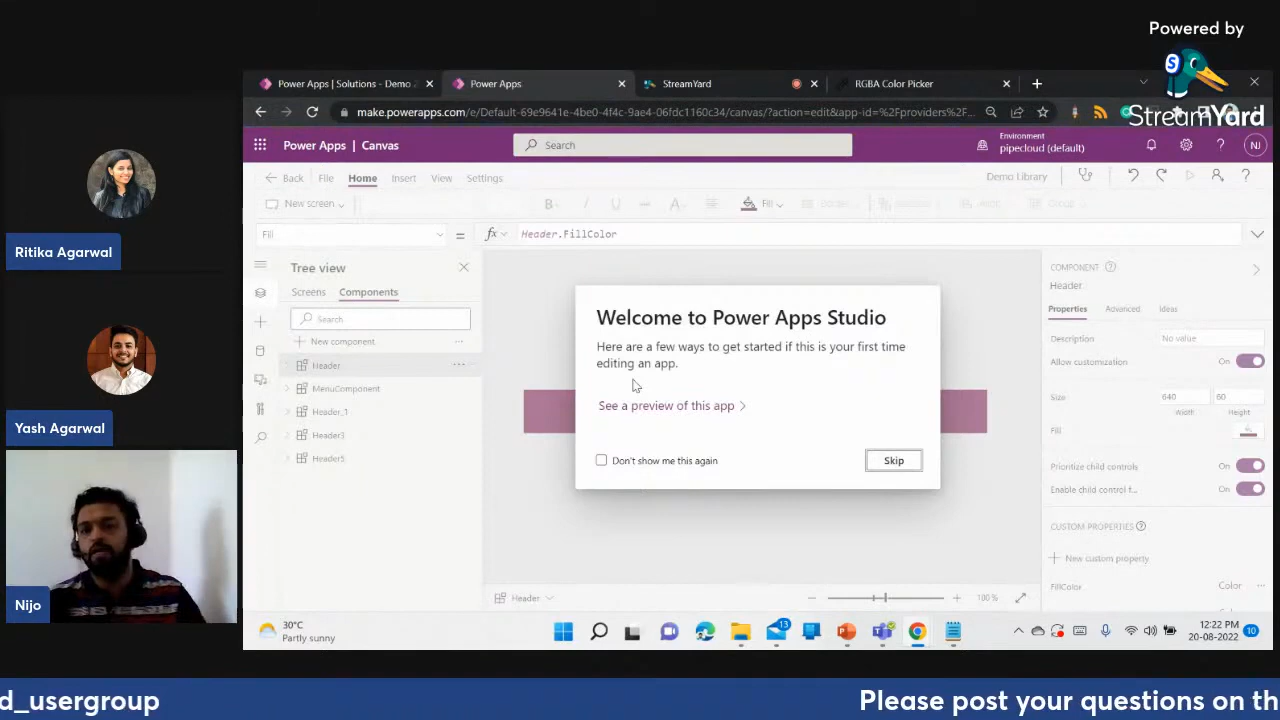 Powered by
StreamYard
Ritika Agarwal
Yash Agarwal
Nijo
Power Apps | Solutions - Demo
Power Apps
StreamYard
RGBA Color Picker
make.powerapps.com/e/Default-69e9641e-4be0-4f4c-9ae4-06fdc1160c34/canvas/?action=edit&app-id=%2Fproviders%2F...
Power Apps | Canvas
Search
Environment
pipecloud (default)
NJ
Back
File
Home
Insert
View
Settings
Demo Library
New screen
B
Fill
Fill
=
fx
Header.FillColor
Tree view
Screens
Components
Search
New component
Header
MenuComponent
Header_1
Header3
Header5
Welcome to Power Apps Studio
Here are a few ways to get started if this is your first time
editing an app.
See a preview of this app
Don't show me this again
Skip
COMPONENT
Header
Properties
Advanced
Ideas
Description
No value
Allow customization
On
Size
640
60
Width
Height
Fill
Prioritize child controls
On
Enable child control f...
On
CUSTOM PROPERTIES
New custom property
FillColor
Color
Header
100%
30°C
Partly sunny
13
12:22 PM
20-08-2022
10
d_usergroup
Please post your questions on th